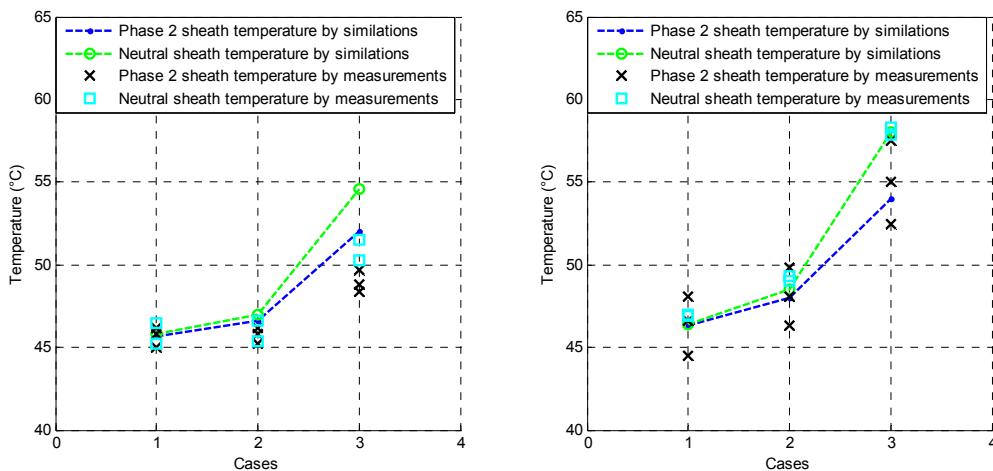 65
60
55
50
45
40
0
1
2
3
4
Temperature (°C)
Cases
Phase 2 sheath temperature by similations
Neutral sheath temperature by similations
Phase 2 sheath temperature by measurements
Neutral sheath temperature by measurements
65
60
55
50
45
40
0
1
2
3
4
Temperature (°C)
Cases
Phase 2 sheath temperature by similations
Neutral sheath temperature by similations
Phase 2 sheath temperature by measurements
Neutral sheath temperature by measurements